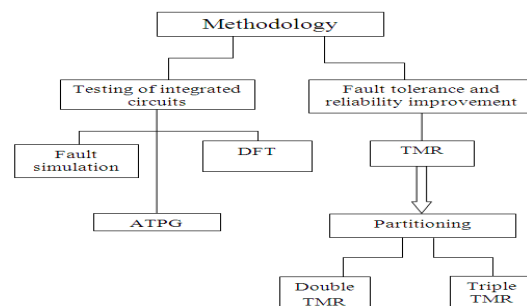 Methodology
Testing of integrated
circuits
Fault tolerance and
reliability improvement
Fault
simulation
DFT
TMR
ATPG
Partitioning
Double
TMR
Triple
TMR